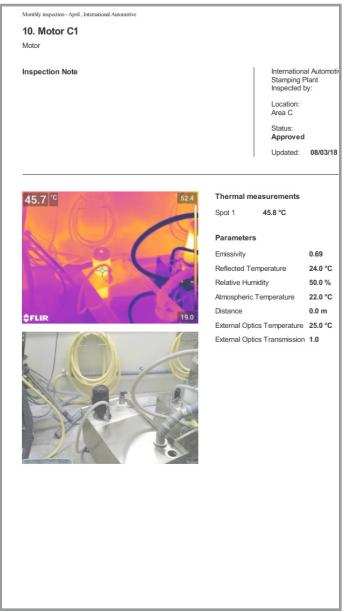 Monthly inspection - April , International Automotive
10. Motor C1
Motor
Inspection Note
International Automoti
Stamping Plant
Inspected by:
Location:
Area C
Status:
Approved
Updated: 08/03/18
45.7 °C
52.4
19.0
FLIR
Thermal measurements
Spot 1 45.8 °C
Parameters
Emissivity 0.69
Reflected Temperature 24.0 °C
Relative Humidity 50.0 %
Atmospheric Temperature 22.0 °C
Distance 0.0 m
External Optics Temperature 25.0 °C
External Optics Transmission 1.0